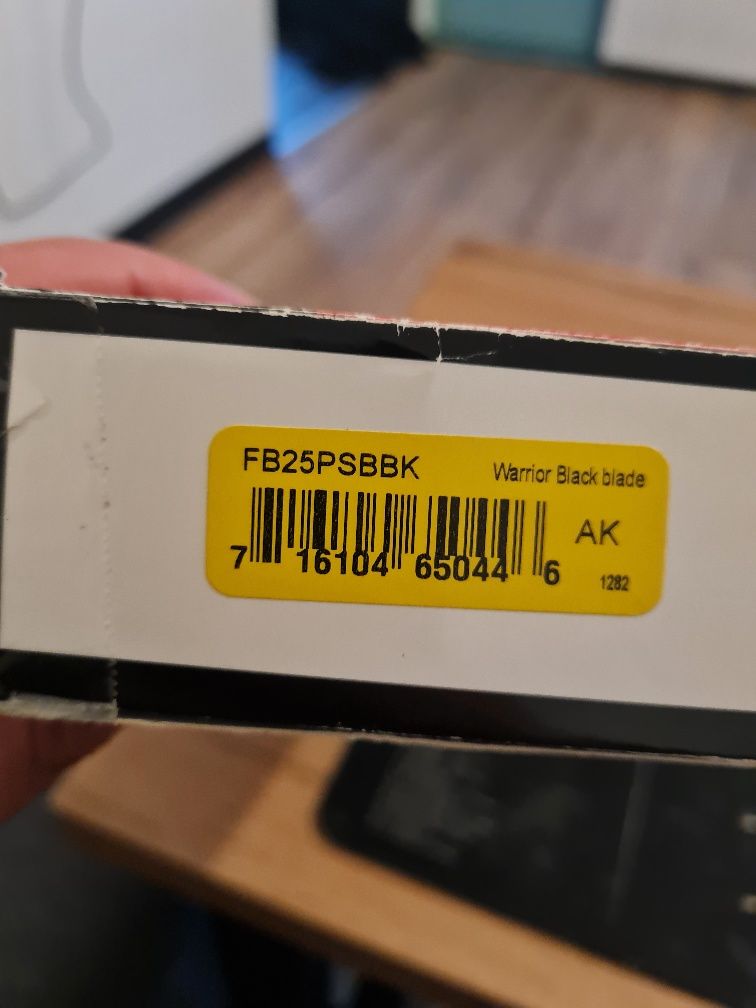 FB25PSBBK Warrior Black blade
AK
7 16104 65044 6
1282